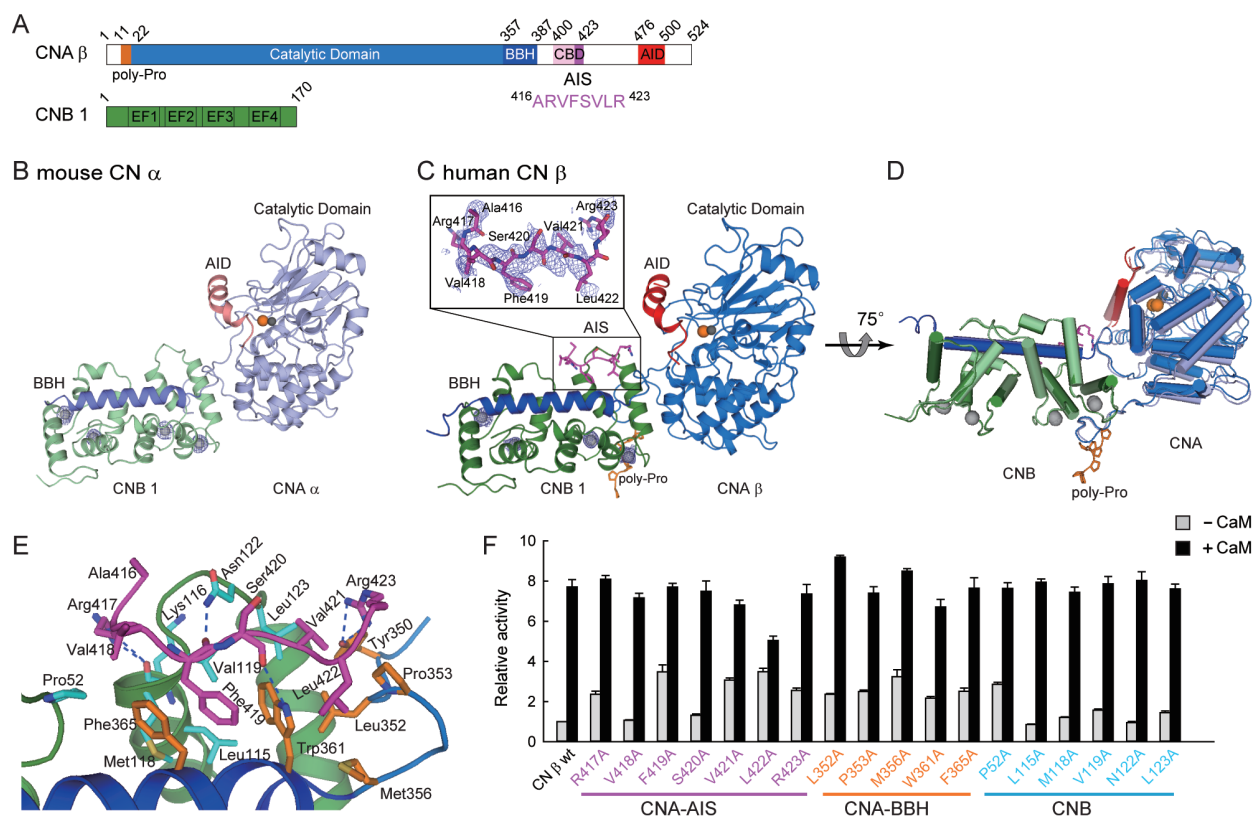 A
1 11 22 357 387 400 423 476 500 524
CNA β Catalytic Domain BBH CBD AID
poly-Pro AIS
416 ARVFSVLR 423
1 170
CNB 1 EF1 EF2 EF3 EF4
B mouse CN α
Catalytic Domain
AID
BBH
CNB 1 CNA α
C human CN β
Ala416 Arg423
Arg417 Ser420 Val421
Val418 Phe419 Leu422
Catalytic Domain
AID
AIS
BBH
CNB 1 poly-Pro CNA β
75°
D
CNB CNA
poly-Pro
E
Ala416 Asn122 Ser420 Arg423
Arg417 Lys116 Leu123 Val421
Val418 Val119 Tyr350
Pro52 Phe419 Leu422 Pro353
Phe365 Leu352
Met118 Leu115 Trp361
Met356
F
− CaM
+ CaM
Relative activity
10
8
6
4
2
0
CN β wt R417A V418A F419A S420A V421A L422A R423A L352A P353A M356A W361A F365A P52A L115A M118A V119A N122A L123A
CNA-AIS CNA-BBH CNB